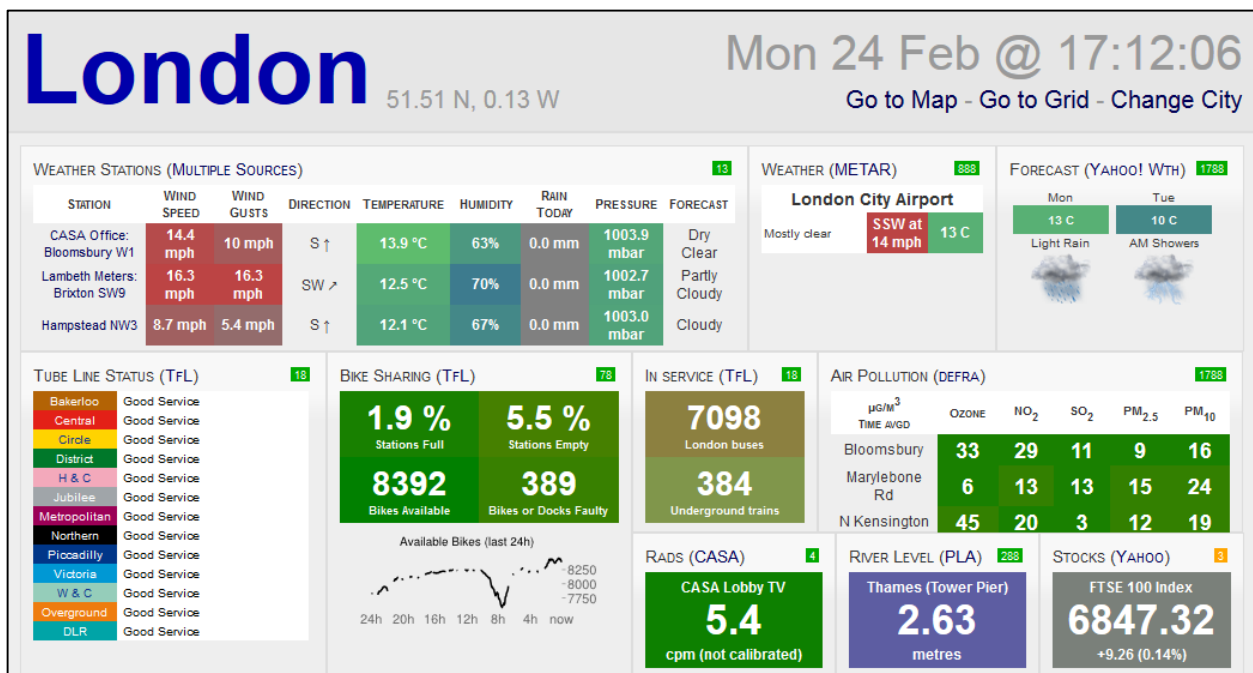 London 51.51 N, 0.13 W
Mon 24 Feb @ 17:12:06
Go to Map - Go to Grid - Change City
WEATHER STATIONS (MULTIPLE SOURCES) 13
STATION WIND SPEED WIND GUSTS DIRECTION TEMPERATURE HUMIDITY RAIN TODAY PRESSURE FORECAST
CASA Office: Bloomsbury W1 14.4 mph 10 mph S ↑ 13.9 °C 63% 0.0 mm 1003.9 mbar Dry Clear
Lambeth Meters: Brixton SW9 16.3 mph 16.3 mph SW ↗ 12.5 °C 70% 0.0 mm 1002.7 mbar Partly Cloudy
Hampstead NW3 8.7 mph 5.4 mph S ↑ 12.1 °C 67% 0.0 mm 1003.0 mbar Cloudy
WEATHER (METAR) 888
London City Airport
Mostly clear SSW at 14 mph 13 C
FORECAST (YAHOO! WTH) 1788
Mon Tue
13 C 10 C
Light Rain AM Showers
TUBE LINE STATUS (TFL) 18
Bakerloo Good Service
Central Good Service
Circle Good Service
District Good Service
H & C Good Service
Jubilee Good Service
Metropolitan Good Service
Northern Good Service
Piccadilly Good Service
Victoria Good Service
W & C Good Service
Overground Good Service
DLR Good Service
BIKE SHARING (TFL) 78
1.9 % 5.5 %
Stations Full Stations Empty
8392 389
Bikes Available Bikes or Docks Faulty
Available Bikes (last 24h)
8250
8000
7750
24h 20h 16h 12h 8h 4h now
IN SERVICE (TFL) 18
7098
London buses
384
Underground trains
AIR POLLUTION (DEFRA) 1788
µG/M³ TIME AVGD OZONE NO₂ SO₂ PM₂.₅ PM₁₀
Bloomsbury 33 29 11 9 16
Marylebone Rd 6 13 13 15 24
N Kensington 45 20 3 12 19
RADS (CASA) 4
CASA Lobby TV
5.4
cpm (not calibrated)
RIVER LEVEL (PLA) 288
Thames (Tower Pier)
2.63
metres
STOCKS (YAHOO) 3
FTSE 100 Index
6847.32
+9.26 (0.14%)